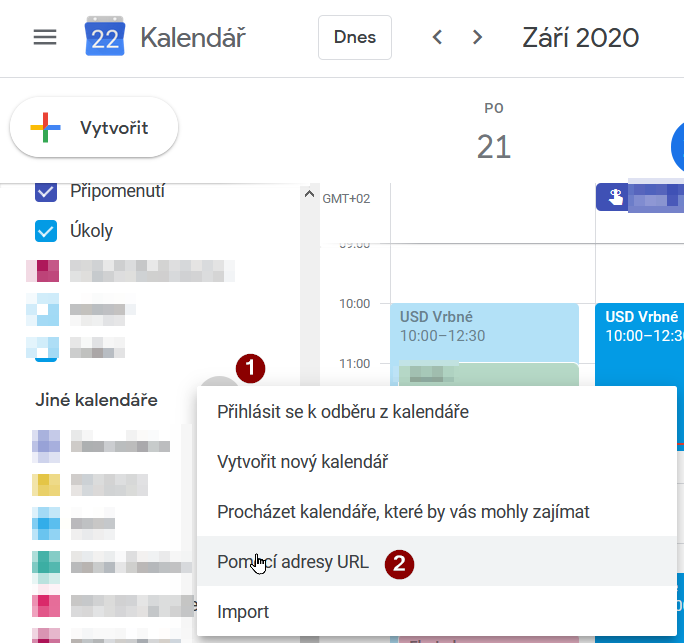 22 Kalendář Dnes Září 2020
Vytvořit
PO
21
Připomenutí
GMT+02
Úkoly
10:00
USD Vrbné
10:00–12:30
USD Vrbné
10:00–12:3
11:00
1
Jiné kalendáře
Přihlásit se k odběru z kalendáře
Vytvořit nový kalendář
Procházet kalendáře, které by vás mohly zajímat
Pomocí adresy URL 2
Import